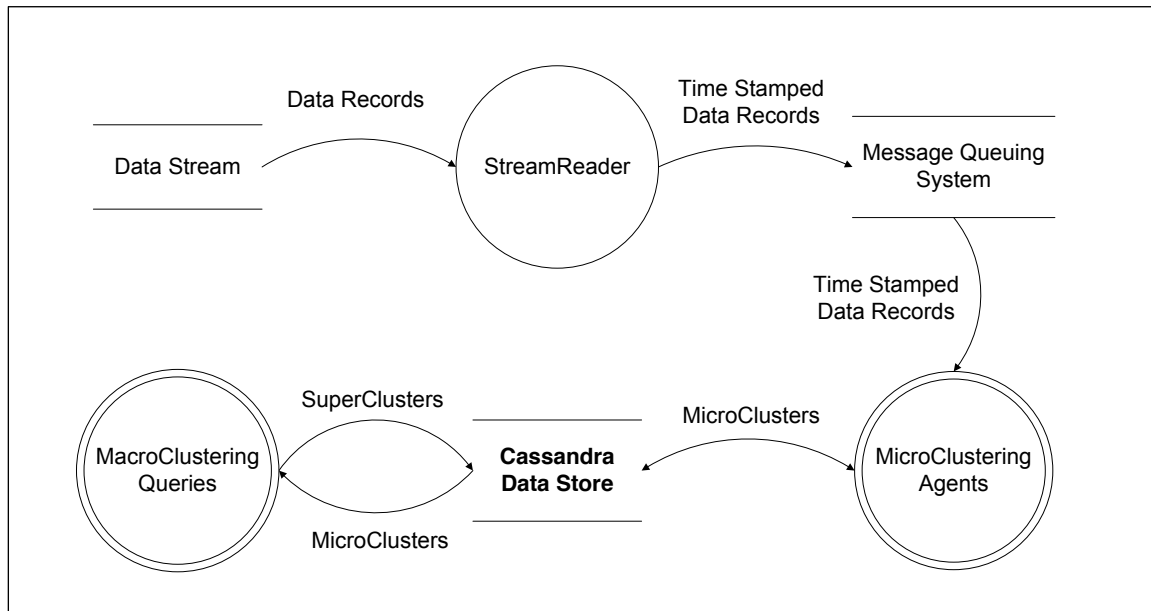 Data Records
Time Stamped
Data Records
Data Stream
StreamReader
Message Queuing
System
Time Stamped
Data Records
SuperClusters
MicroClusters
MacroClustering
Queries
Cassandra
Data Store
MicroClustering
Agents
MicroClusters